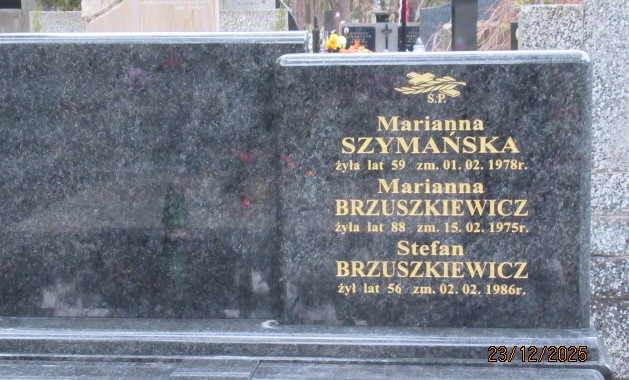 Ś.P.
Marianna
SZYMAŃSKA
żyła lat 59 zm. 01. 02. 1978r.
Marianna
BRZUSZKIEWICZ
żyła lat 88 zm. 15. 02. 1975r.
Stefan
BRZUSZKIEWICZ
żył lat 56 zm. 02. 02. 1986r.
23/12/2025